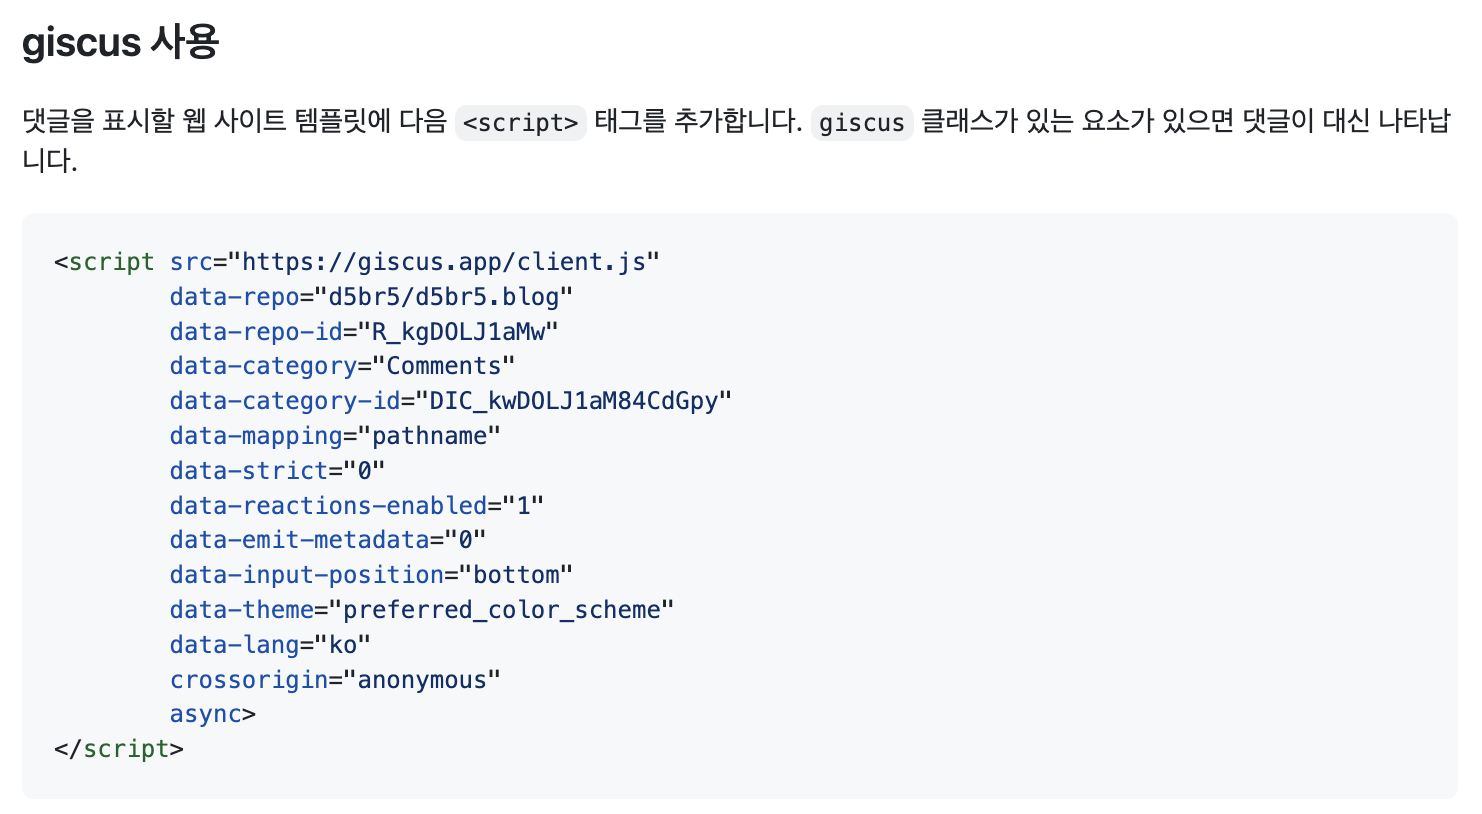 giscus 사용
댓글을 표시할 웹 사이트 템플릿에 다음 <script> 태그를 추가합니다. giscus 클래스가 있는 요소가 있으면 댓글이 대신 나타납
니다.
<script src="https://giscus.app/client.js"
        data-repo="d5br5/d5br5.blog"
        data-repo-id="R_kgDOLJ1aMw"
        data-category="Comments"
        data-category-id="DIC_kwDOLJ1aM84CdGpy"
        data-mapping="pathname"
        data-strict="0"
        data-reactions-enabled="1"
        data-emit-metadata="0"
        data-input-position="bottom"
        data-theme="preferred_color_scheme"
        data-lang="ko"
        crossorigin="anonymous"
        async>
</script>